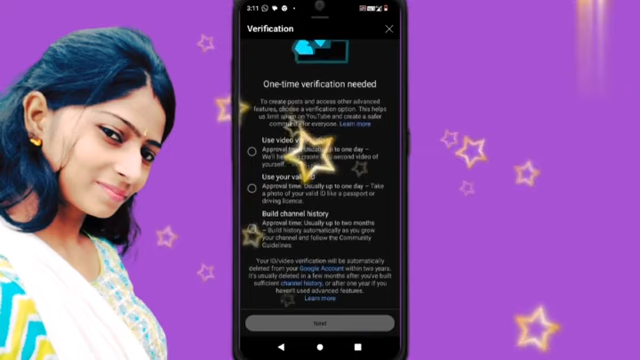 3:11
Verification
One-time verification needed
To create posts and access other advanced
features, choose a verification option. This helps
us limit spam on YouTube and create a safer
community for everyone. Learn more
Use video
Approval time: Usually up to one day –
We'll create second video of
yourself.
Use your valid
Approval time: Usually up to one day – Take
a photo of your valid ID like a passport or
driving licence.
Build channel history
Approval time: Usually up to two months
– Build history automatically as you grow
your channel and follow the Community
Guidelines.
Your ID/video verification will be automatically
deleted from your Google Account within two years.
It's usually deleted in a few months after you've built
sufficient channel history, or after one year if you
haven't used advanced features.
Learn more
Next